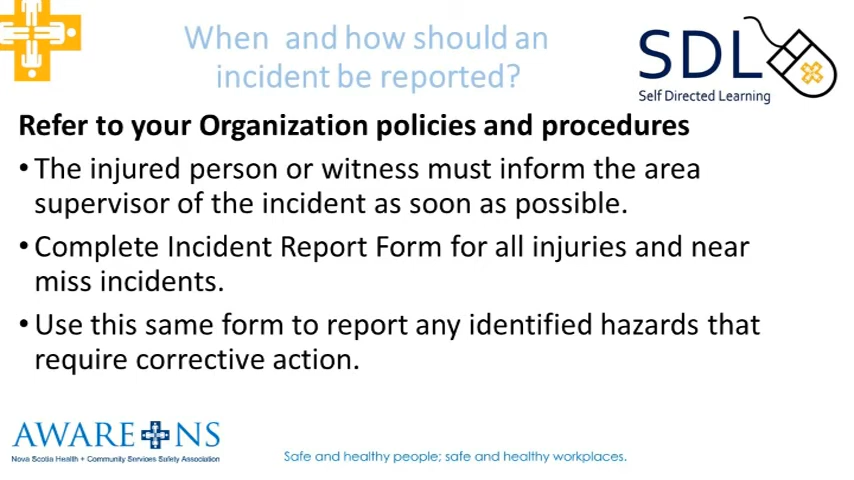 When and how should an
incident be reported?
SDL
Self Directed Learning
Refer to your Organization policies and procedures
• The injured person or witness must inform the area
supervisor of the incident as soon as possible.
• Complete Incident Report Form for all injuries and near
miss incidents.
• Use this same form to report any identified hazards that
require corrective action.
AWARE NS
Nova Scotia Health + Community Services Safety Association
Safe and healthy people; safe and healthy workplaces.